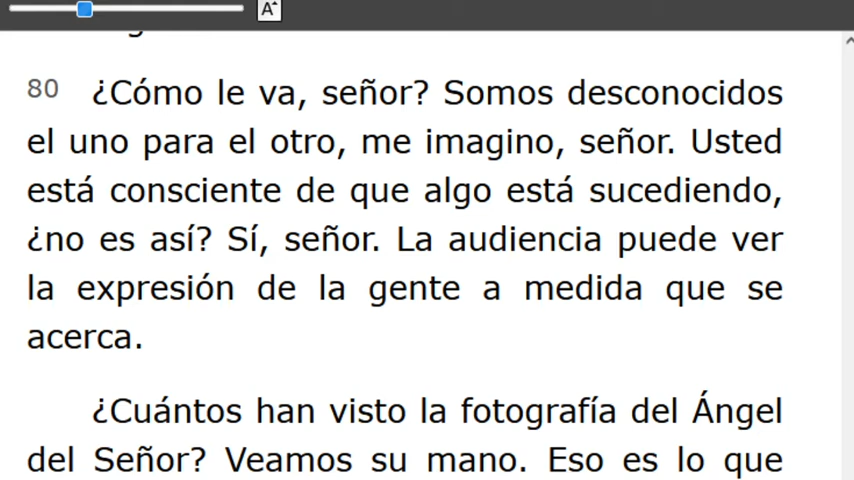 A
80 ¿Cómo le va, señor? Somos desconocidos
el uno para el otro, me imagino, señor. Usted
está consciente de que algo está sucediendo,
¿no es así? Sí, señor. La audiencia puede ver
la expresión de la gente a medida que se
acerca.
¿Cuántos han visto la fotografía del Ángel
del Señor? Veamos su mano. Eso es lo que